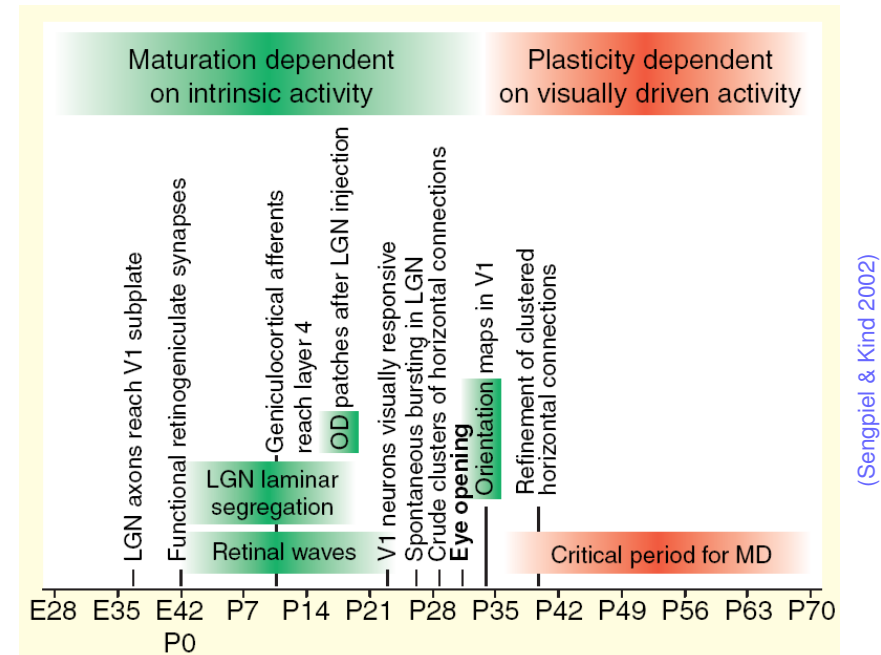 Maturation dependent
on intrinsic activity
Plasticity dependent
on visually driven activity
LGN axons reach V1 subplate
Functional retinogeniculate synapses
Geniculocortical afferents
reach layer 4
OD patches after LGN injection
V1 neurons visually responsive
Spontaneous bursting in LGN
Crude clusters of horizontal connections
Eye opening
Orientation maps in V1
Refinement of clustered
horizontal connections
LGN laminar
segregation
Retinal waves
Critical period for MD
E28 E35 E42 P7 P14 P21 P28 P35 P42 P49 P56 P63 P70
P0
(Sengpiel & Kind 2002)